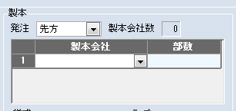 製本
発注 先方 製本会社数 0
製本会社 部数
1